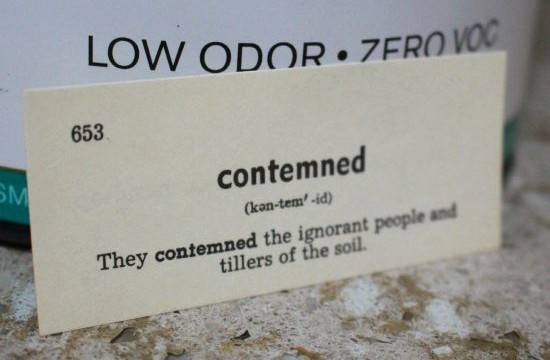 LOW ODOR • ZERO VOC
SM
653
contemned
(kən-tem′-id)
They contemned the ignorant people and
tillers of the soil.